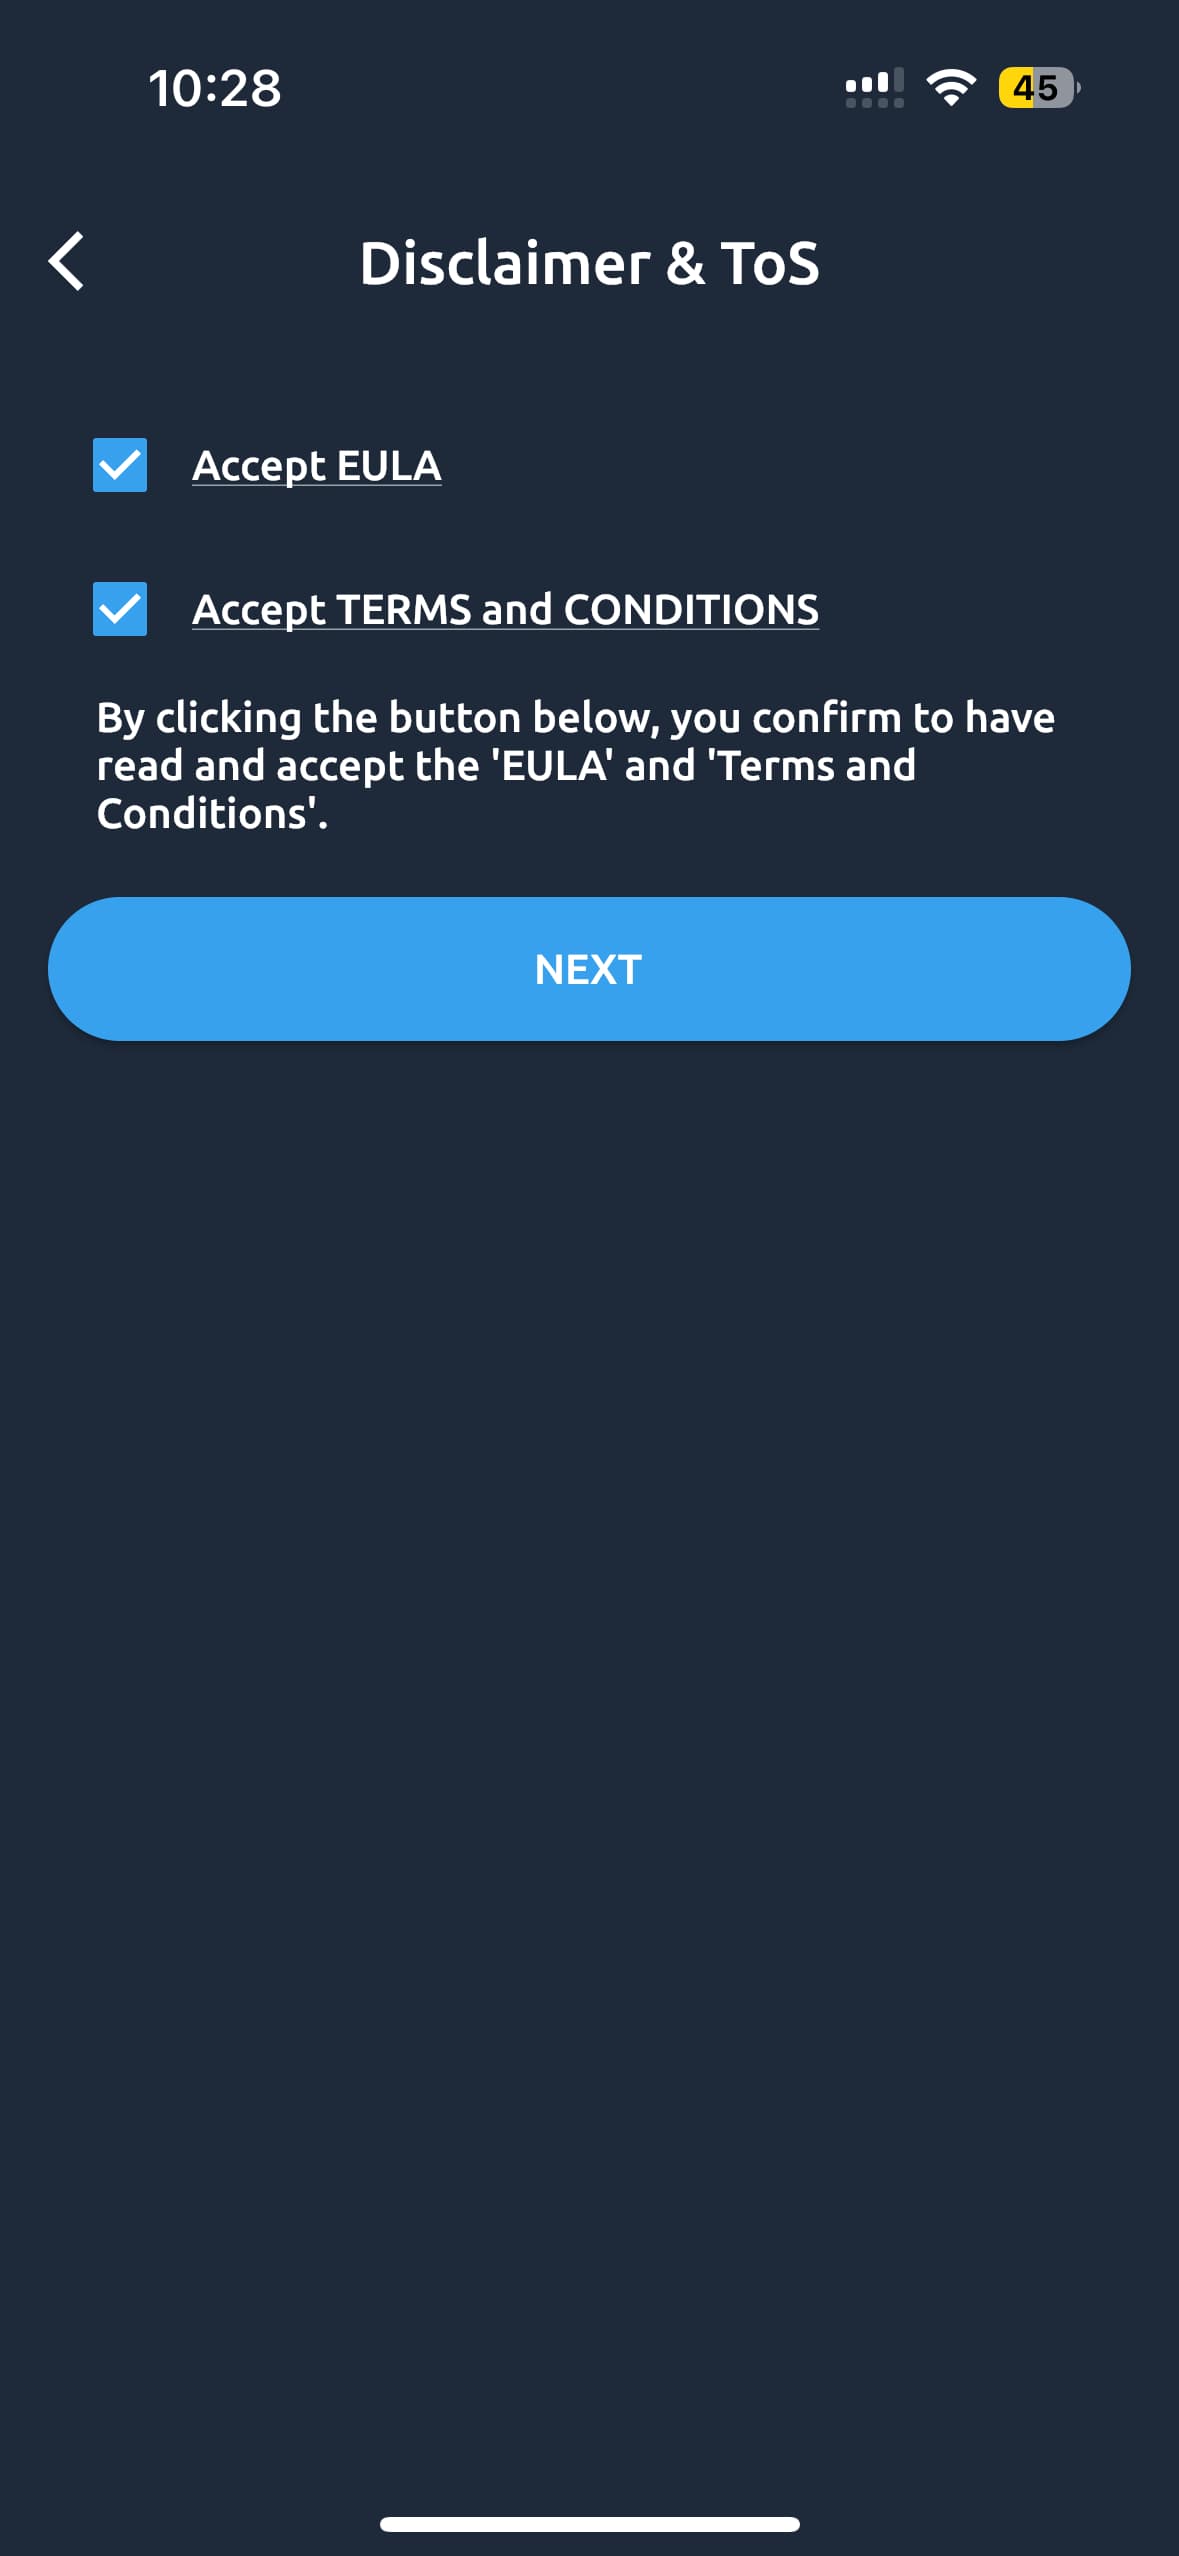 10:28
45
Disclaimer & ToS
Accept EULA
Accept TERMS and CONDITIONS
By clicking the button below, you confirm to have
read and accept the 'EULA' and 'Terms and
Conditions'.
NEXT